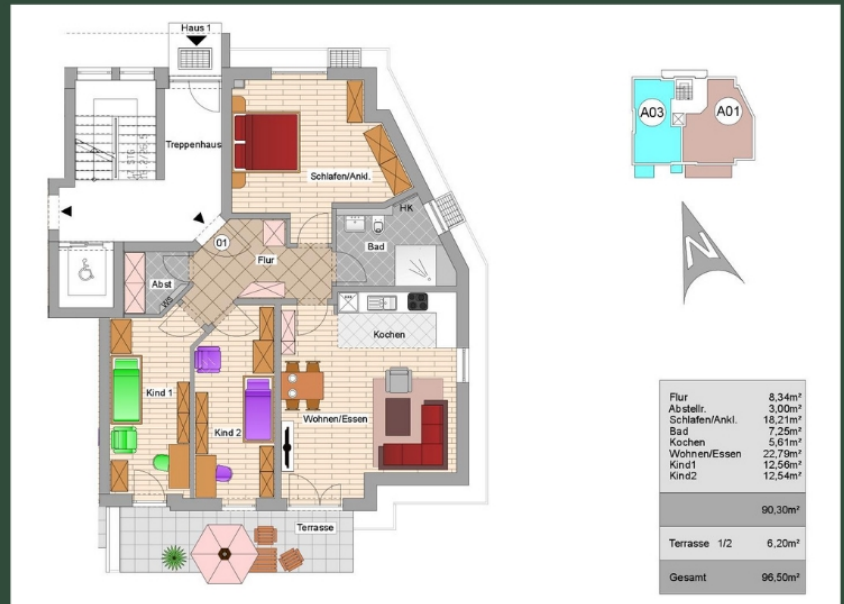 Haus 1
Treppenhaus
Schlafen/Ankl.
HK
Bad
01
Flur
Abst
WS
Kochen
Kind 1
Kind 2
Wohnen/Essen
Terrasse
A03
A01
N
Flur 8,34m²
Abstellr. 3,00m²
Schlafen/Ankl. 18,21m²
Bad 7,25m²
Kochen 5,61m²
Wohnen/Essen 22,79m²
Kind1 12,56m²
Kind2 12,54m²
90,30m²
Terrasse 1/2 6,20m²
Gesamt 96,50m²